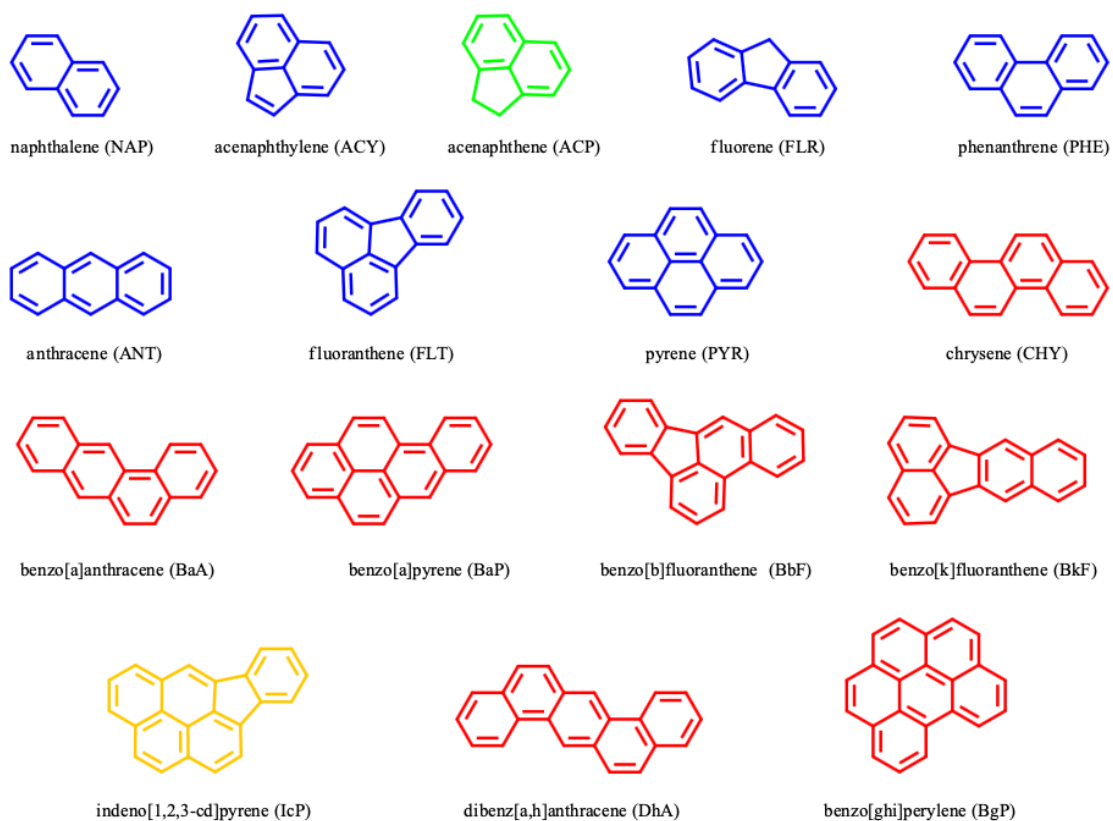 naphthalene (NAP)
acenaphthylene (ACY)
acenaphthene (ACP)
fluorene (FLR)
phenanthrene (PHE)
anthracene (ANT)
fluoranthene (FLT)
pyrene (PYR)
chrysene (CHY)
benzo[a]anthracene (BaA)
benzo[a]pyrene (BaP)
benzo[b]fluoranthene (BbF)
benzo[k]fluoranthene (BkF)
indeno[1,2,3-cd]pyrene (IcP)
dibenz[a,h]anthracene (DhA)
benzo[ghi]perylene (BgP)